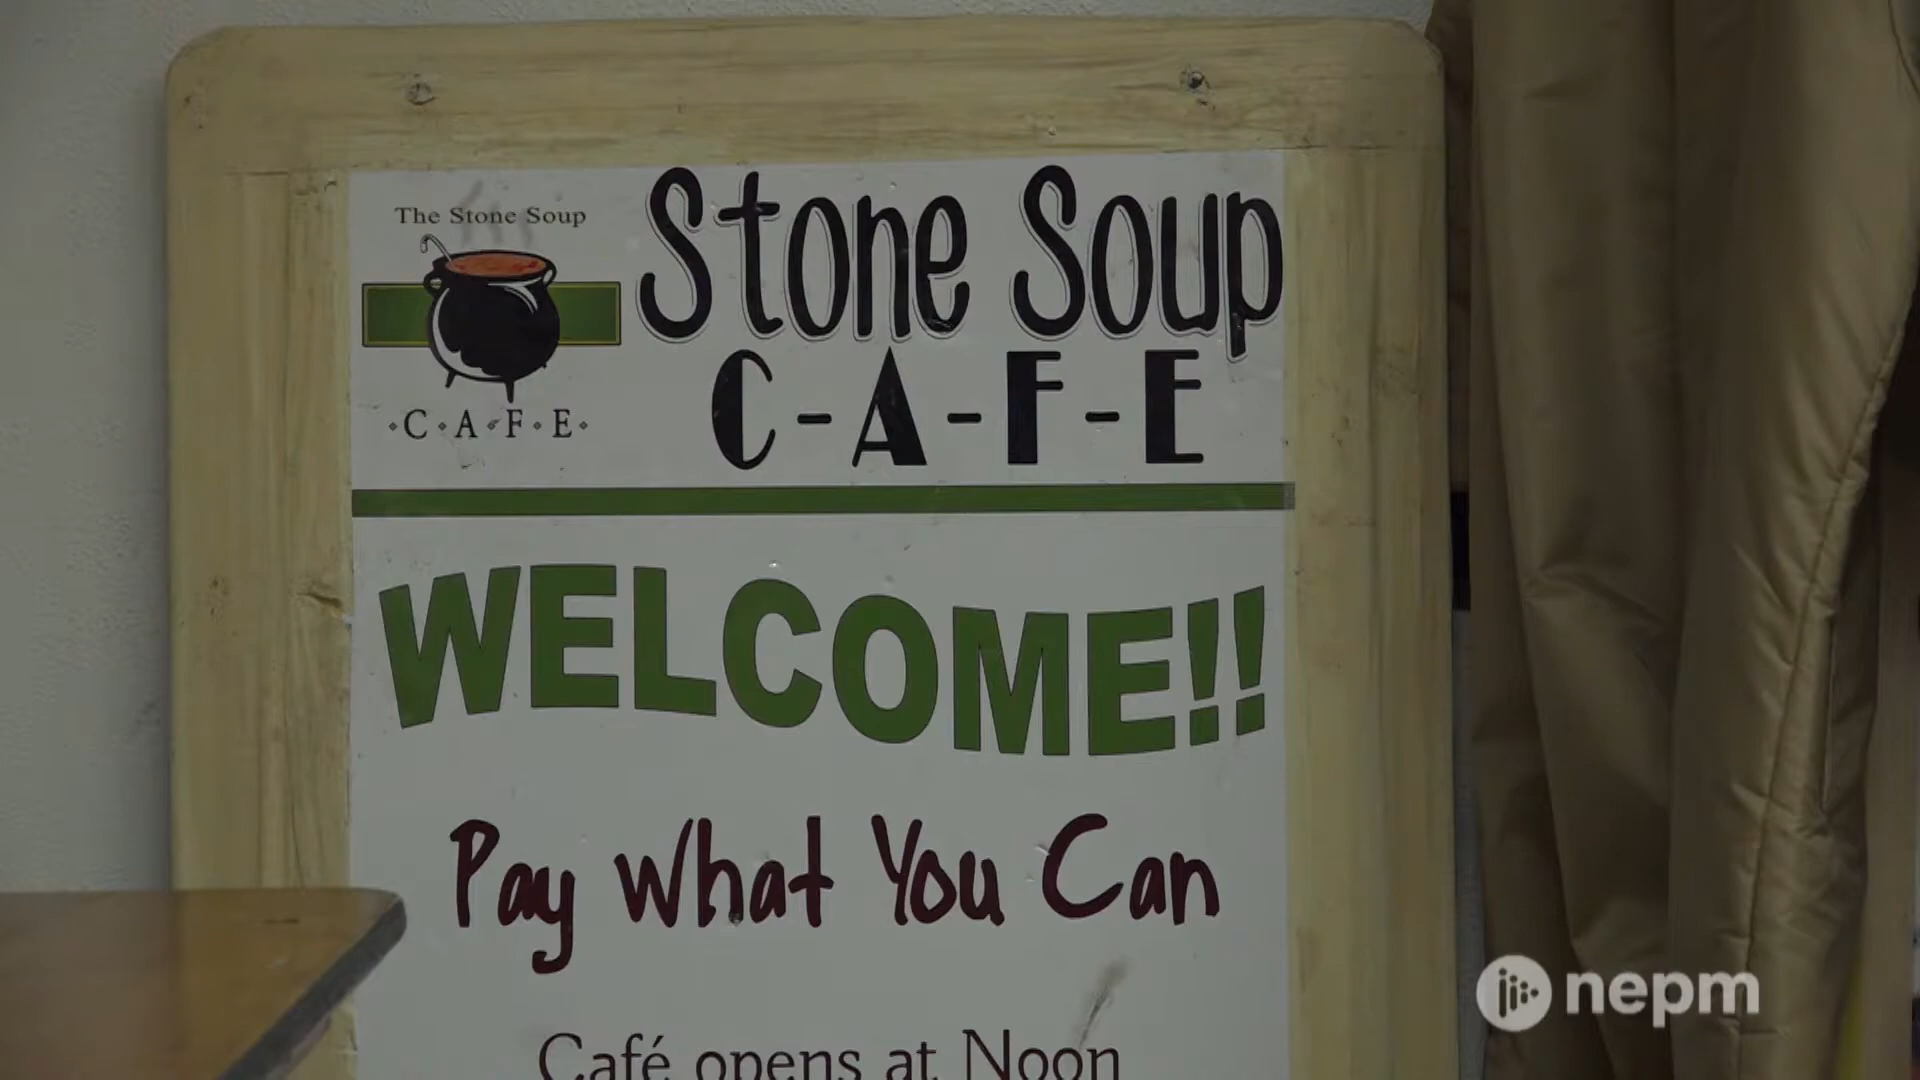 The Stone Soup
·C·A·F·E·
Stone Soup
C-A-F-E
WELCOME!!
Pay What You Can
Café opens at Noon
nepm